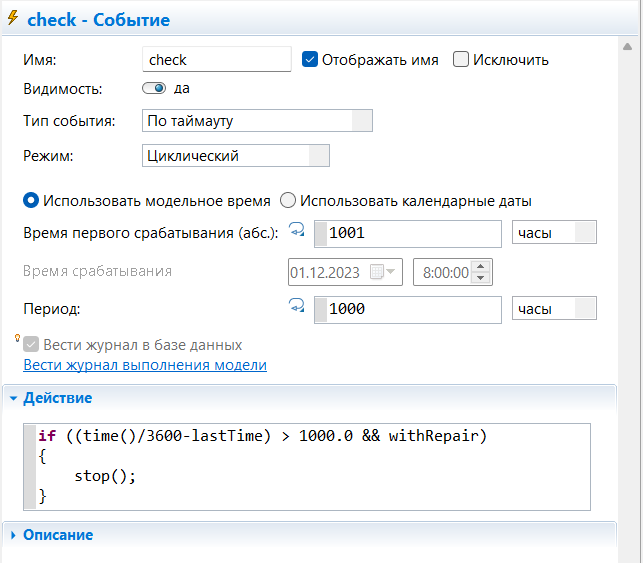 check - Событие
Имя: check Отображать имя Исключить
Видимость: да
Тип события: По таймауту
Режим: Циклический
Использовать модельное время Использовать календарные даты
Время первого срабатывания (абс.): 1001 часы
Время срабатывания 01.12.2023 8:00:00
Период: 1000 часы
Вести журнал в базе данных
Вести журнал выполнения модели
Действие
if ((time()/3600-lastTime) > 1000.0 && withRepair)
{
stop();
}
Описание